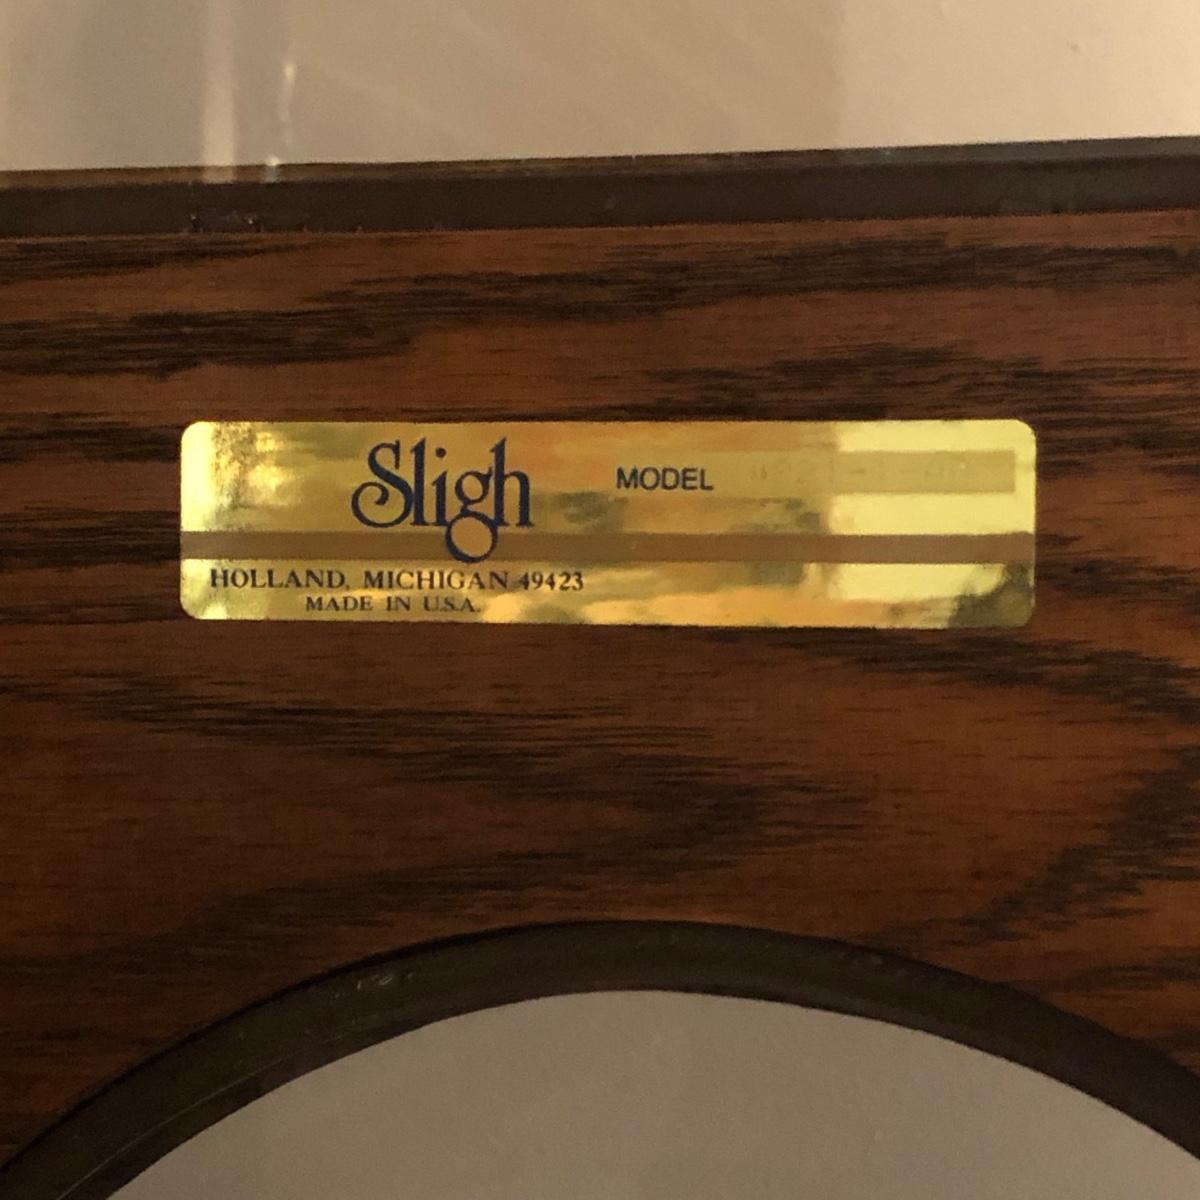 Sligh MODEL
HOLLAND, MICHIGAN 49423
MADE IN U.S.A.